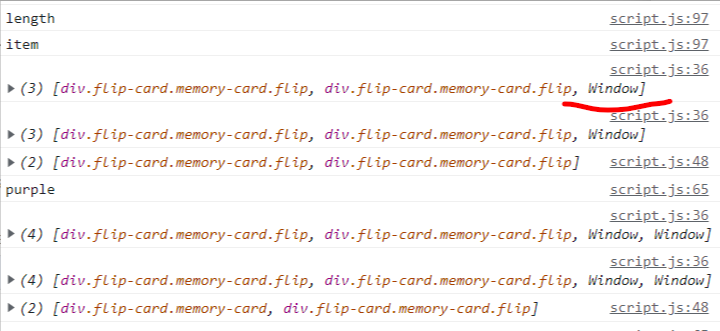 length script.js:97
item script.js:97
script.js:36
(3) [div.flip-card.memory-card.flip, div.flip-card.memory-card.flip, Window]
script.js:36
(3) [div.flip-card.memory-card.flip, div.flip-card.memory-card.flip, Window]
(2) [div.flip-card.memory-card.flip, div.flip-card.memory-card.flip] script.js:48
purple script.js:65
script.js:36
(4) [div.flip-card.memory-card.flip, div.flip-card.memory-card.flip, Window, Window]
script.js:36
(4) [div.flip-card.memory-card.flip, div.flip-card.memory-card.flip, Window, Window]
(2) [div.flip-card.memory-card, div.flip-card.memory-card.flip] script.js:48